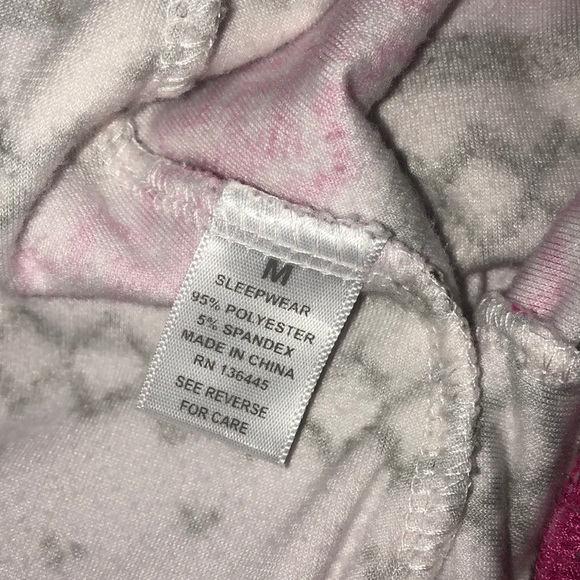 M
SLEEPWEAR
95% POLYESTER
5% SPANDEX
MADE IN CHINA
RN 136445
SEE REVERSE
FOR CARE